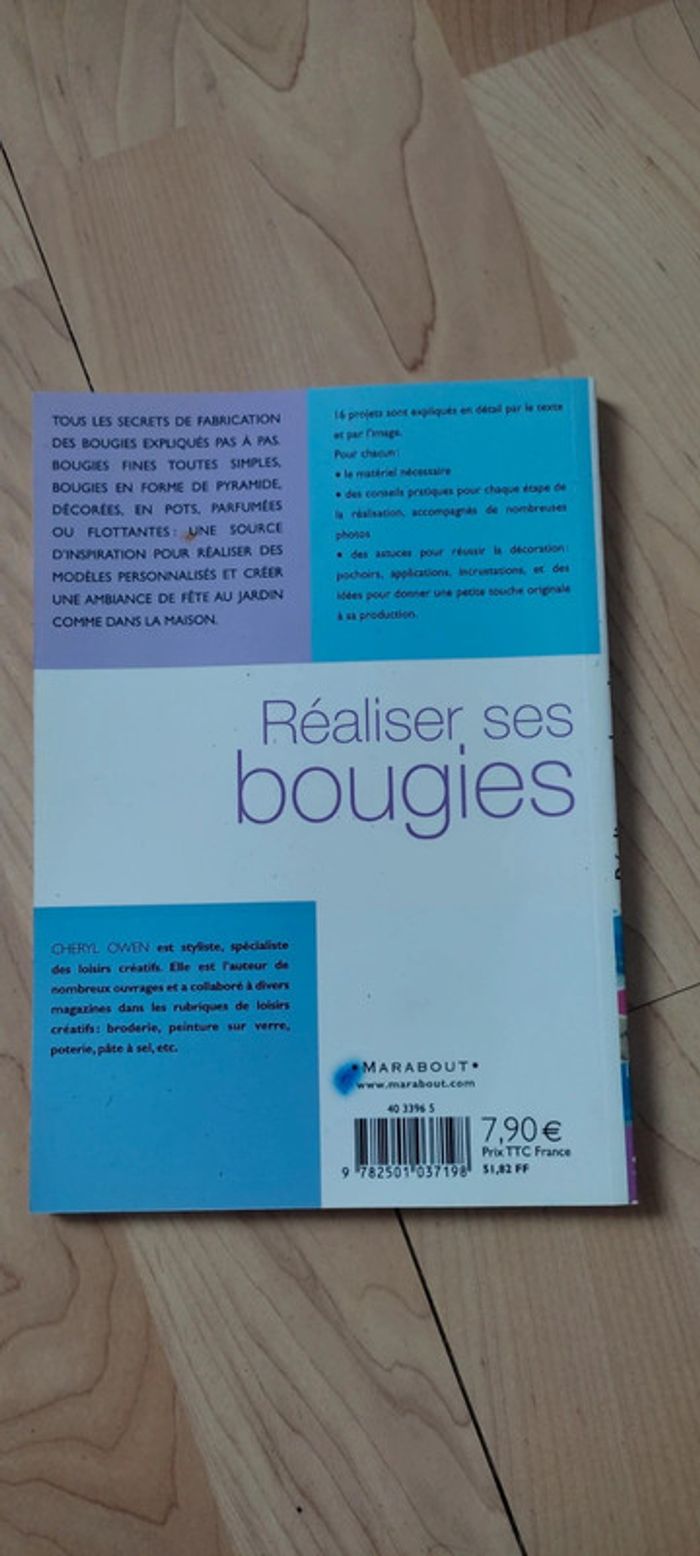 TOUS LES SECRETS DE FABRICATION
DES BOUGIES EXPLIQUÉS PAS À PAS.
BOUGIES FINES TOUTES SIMPLES,
BOUGIES EN FORME DE PYRAMIDE,
DÉCORÉES, EN POTS, PARFUMÉES
OU FLOTTANTES : UNE SOURCE
D'INSPIRATION POUR RÉALISER DES
MODÈLES PERSONNALISÉS ET CRÉER
UNE AMBIANCE DE FÊTE AU JARDIN
COMME DANS LA MAISON.
16 projets sont expliqués en détail par le texte
et par l'image.
Pour chacun :
• le matériel nécessaire
• des conseils pratiques pour chaque étape de
la réalisation, accompagnés de nombreuses
photos
• des astuces pour réussir la décoration :
pochoirs, applications, incrustations, et des
idées pour donner une petite touche originale
à sa production.
Réaliser ses
bougies
CHERYL OWEN est styliste, spécialiste
des loisirs créatifs. Elle est l'auteur de
nombreux ouvrages et a collaboré à divers
magazines dans les rubriques de loisirs
créatifs : broderie, peinture sur verre,
poterie, pâte à sel, etc.
•MARABOUT•
www.marabout.com
40 3396 5
9 782501 037198
7,90 €
Prix TTC France
51,82 FF